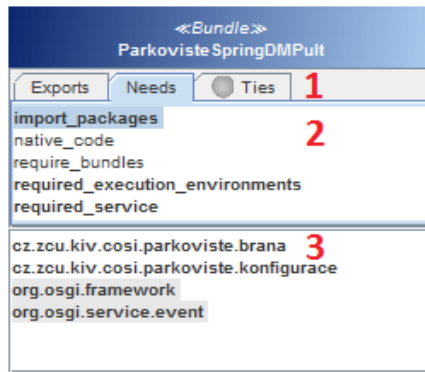 ≪Bundle≫
ParkovisteSpringDMPult
Exports Needs Ties 1
import_packages
2
native_code
require_bundles
required_execution_environments
required_service
cz.zcu.kiv.cosi.parkoviste.brana 3
cz.zcu.kiv.cosi.parkoviste.konfigurace
org.osgi.framework
org.osgi.service.event